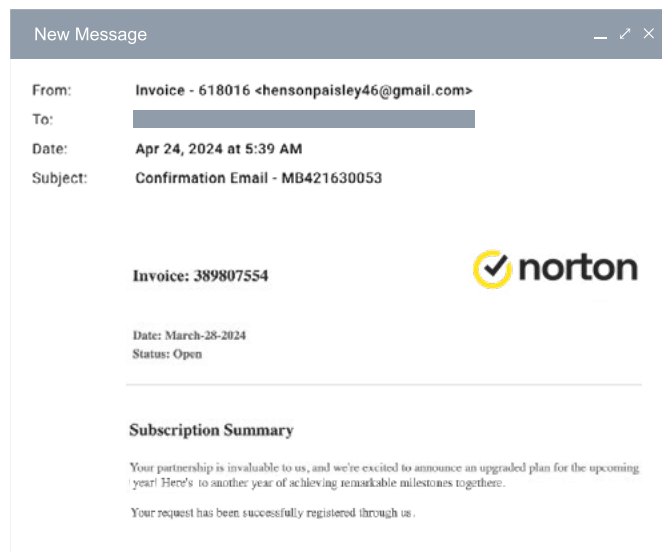 New Message
From: Invoice - 618016 <hensonpaisley46@gmail.com>
To:
Date: Apr 24, 2024 at 5:39 AM
Subject: Confirmation Email - MB421630053
norton
Invoice: 389807554
Date: March-28-2024
Status: Open
Subscription Summary
Your partnership is invaluable to us, and we're excited to announce an upgraded plan for the upcoming
year! Here's to another year of achieving remarkable milestones togethere.
Your request has been successfully registered through us.